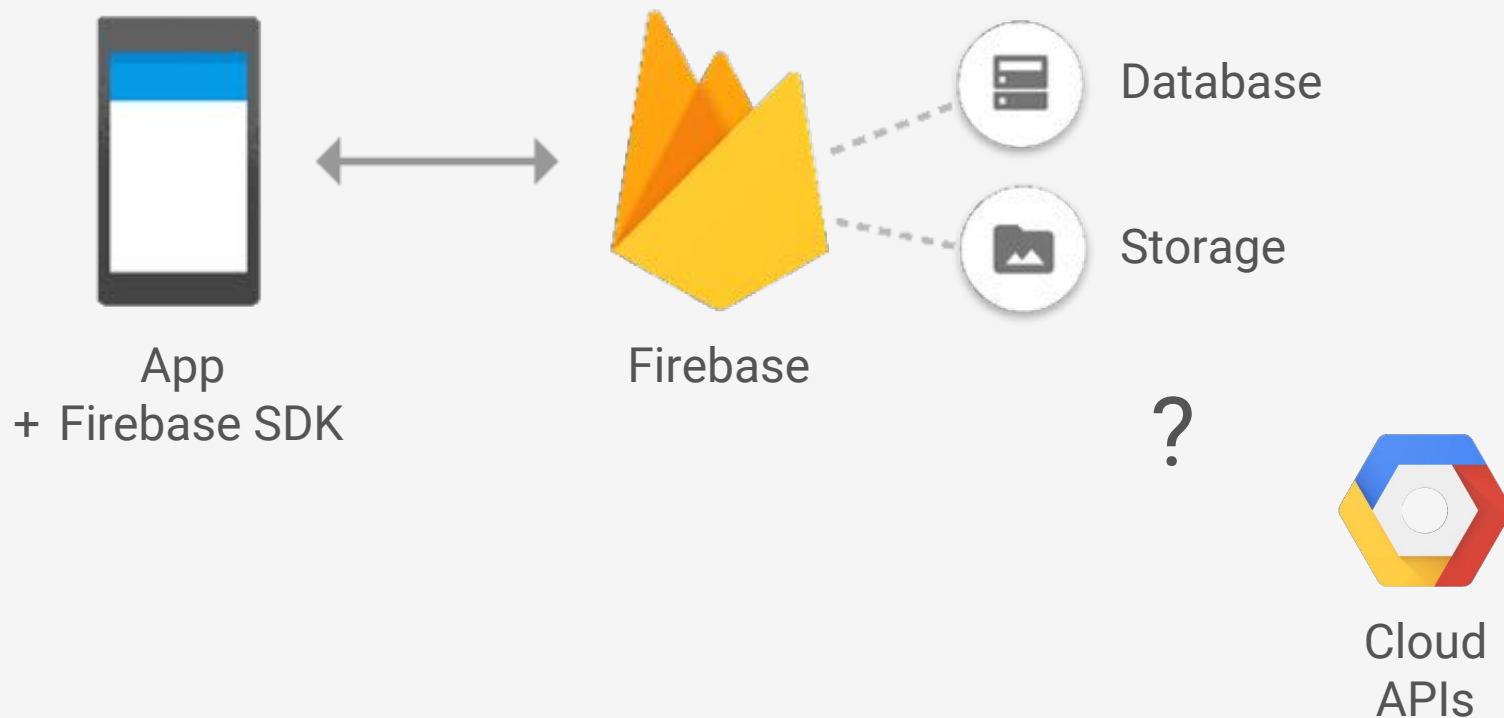 Database
Storage
App
+ Firebase SDK
Firebase
?
Cloud
APIs